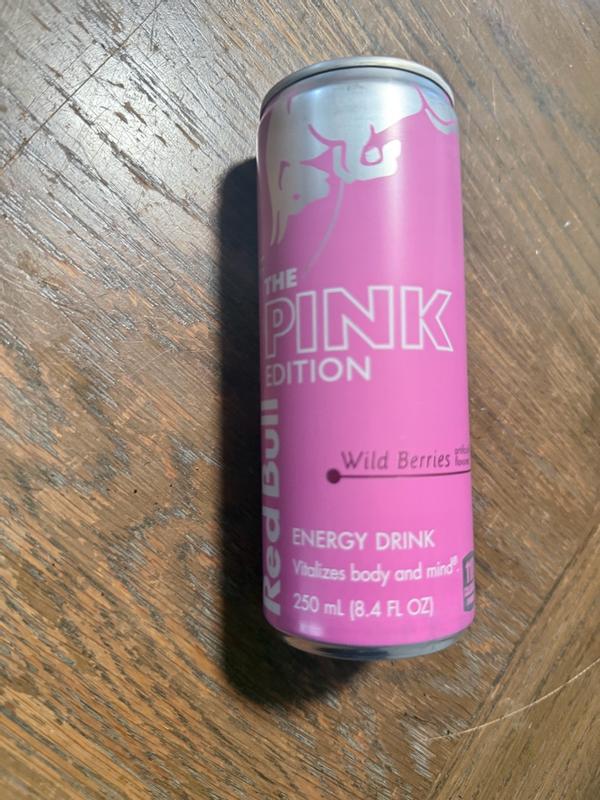 THE
PINK
EDITION
Red Bull
Wild Berries
ENERGY DRINK
Vitalizes body and mind®.
250 mL (8.4 FL OZ)